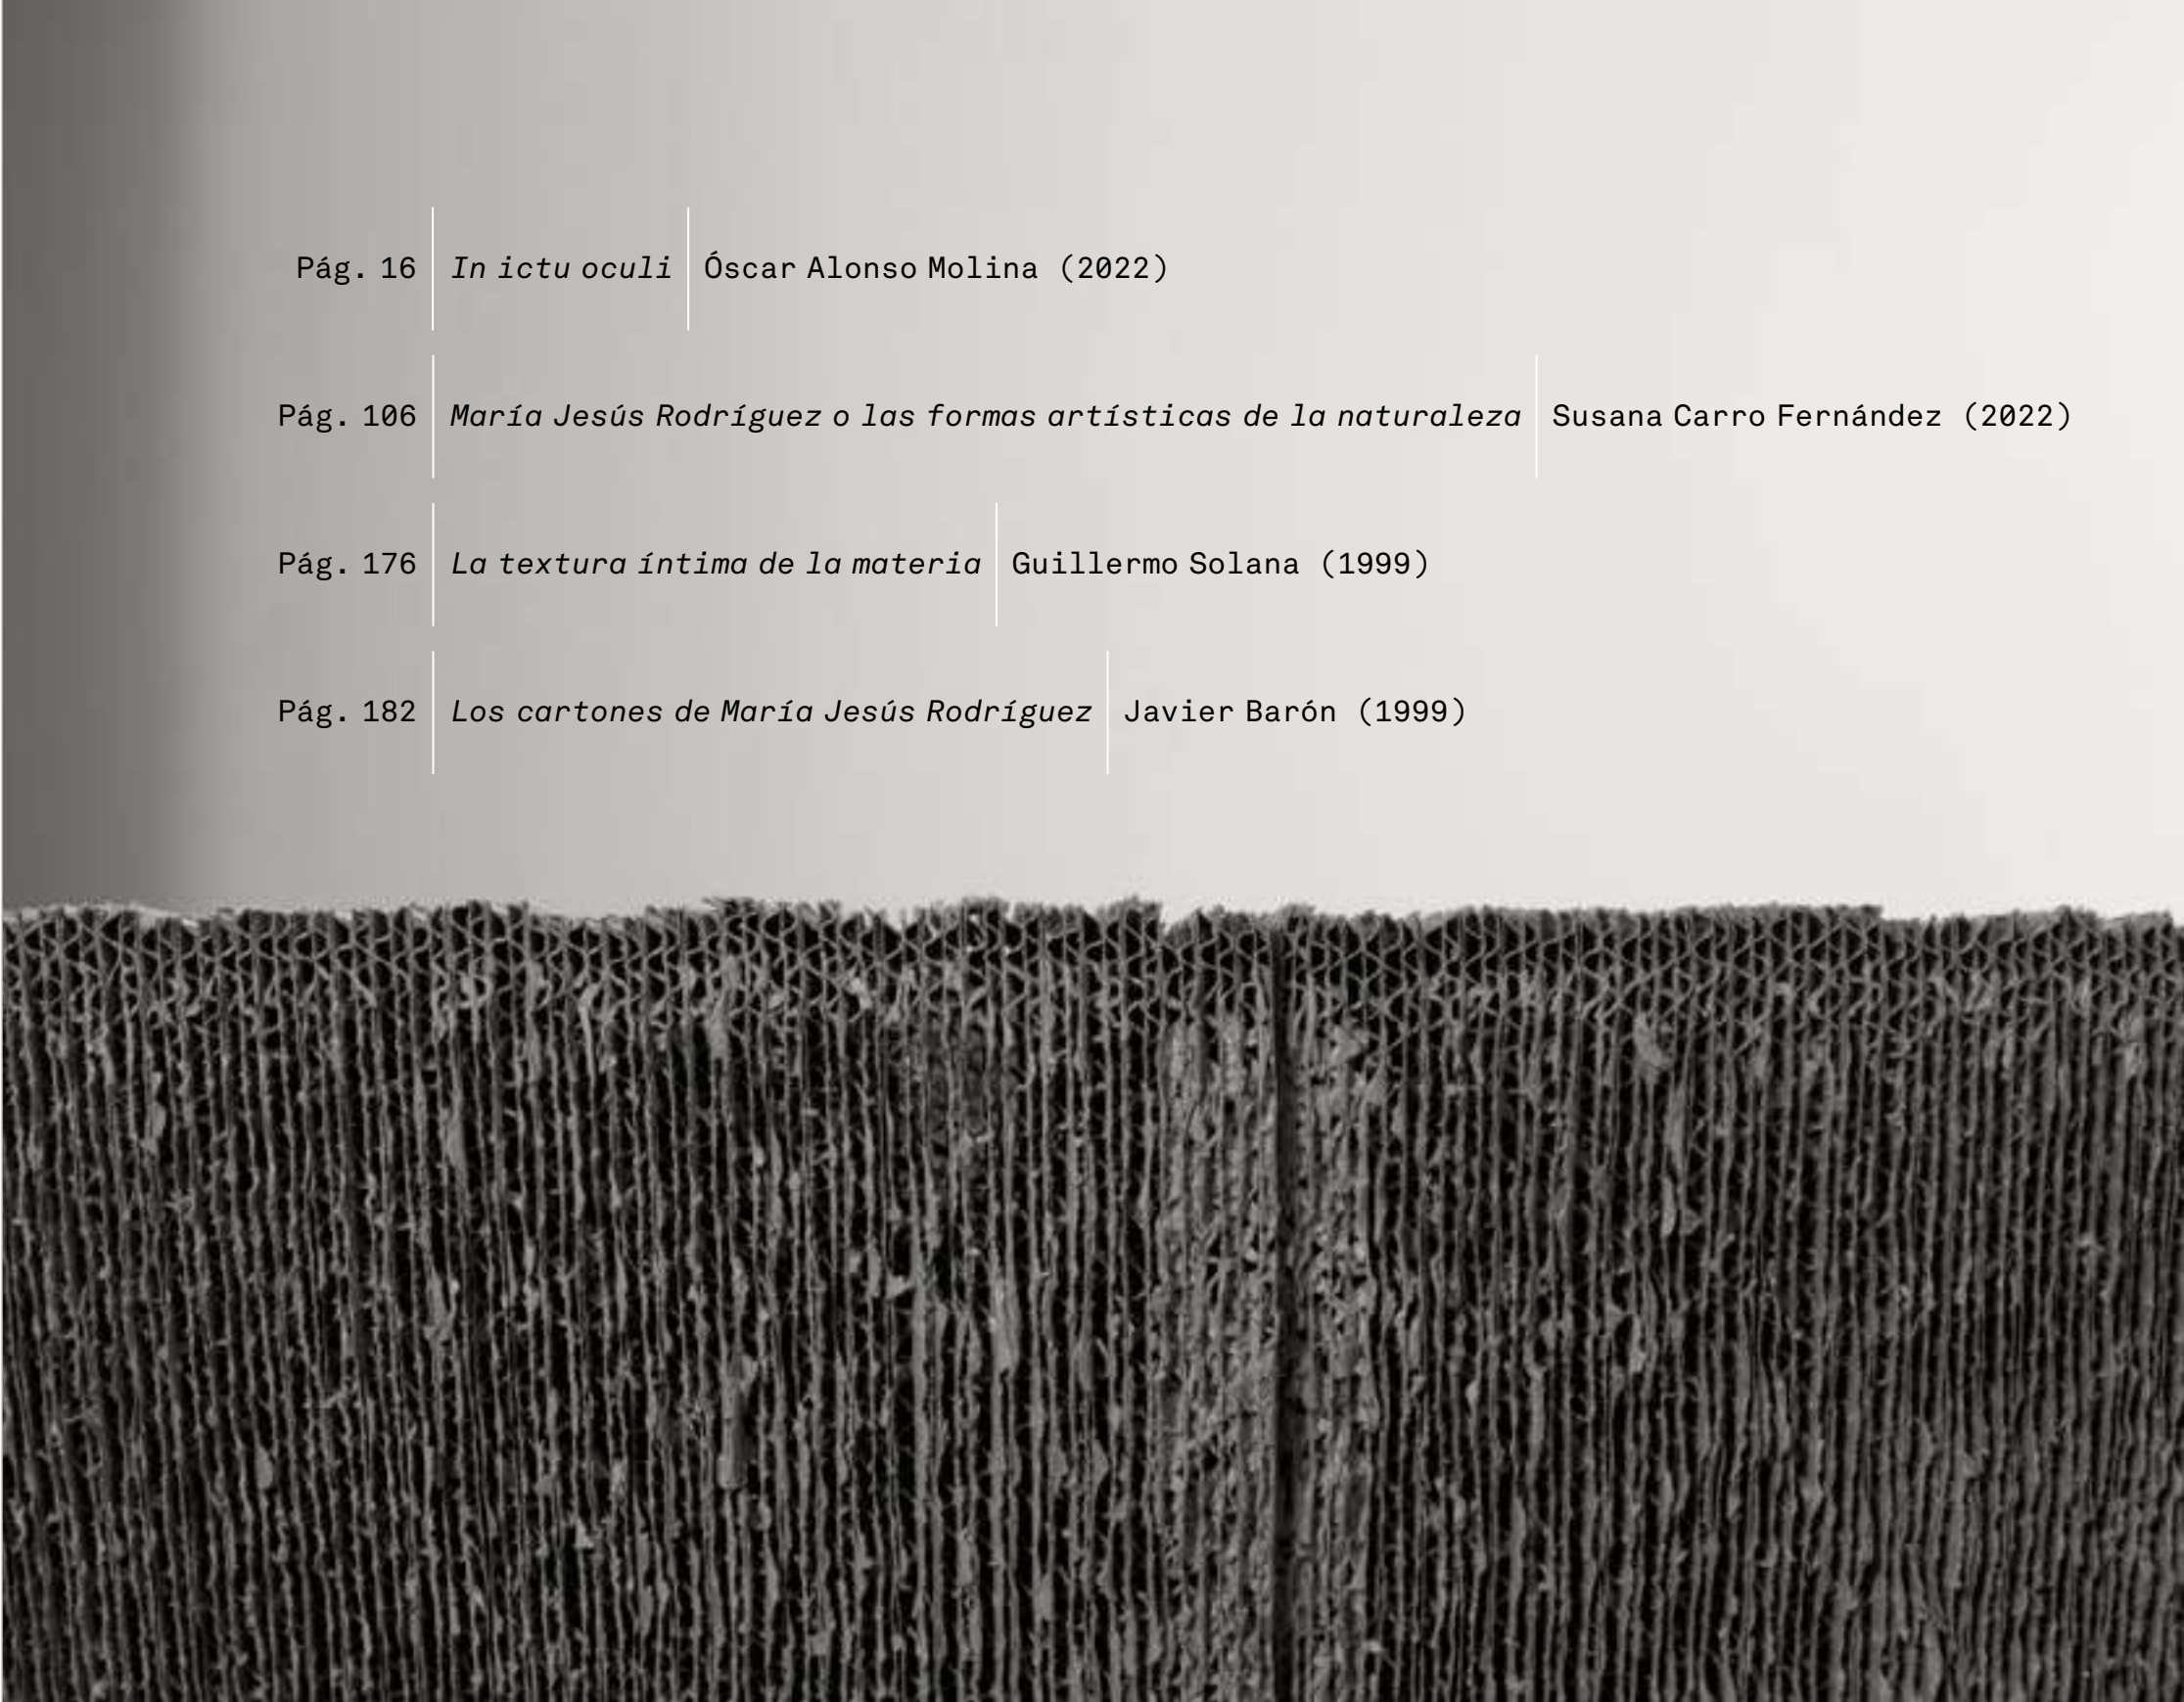 Pág. 16 In ictu oculi Óscar Alonso Molina (2022)
Pág. 106 María Jesús Rodríguez o las formas artísticas de la naturaleza Susana Carro Fernández (2022)
Pág. 176 La textura íntima de la materia Guillermo Solana (1999)
Pág. 182 Los cartones de María Jesús Rodríguez Javier Barón (1999)